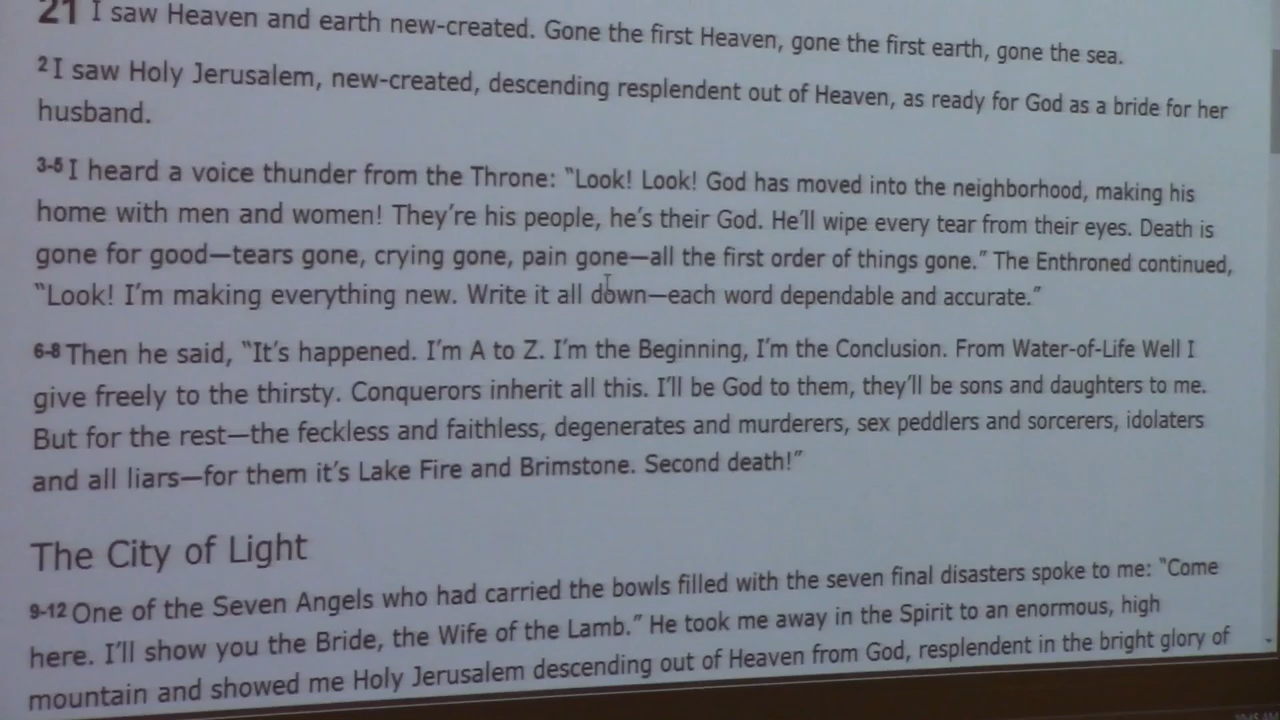 21 I saw Heaven and earth new-created. Gone the first Heaven, gone the first earth, gone the sea.
2 I saw Holy Jerusalem, new-created, descending resplendent out of Heaven, as ready for God as a bride for her
husband.
3-5 I heard a voice thunder from the Throne: “Look! Look! God has moved into the neighborhood, making his
home with men and women! They’re his people, he’s their God. He’ll wipe every tear from their eyes. Death is
gone for good—tears gone, crying gone, pain gone—all the first order of things gone.” The Enthroned continued,
“Look! I’m making everything new. Write it all down—each word dependable and accurate.”
6-8 Then he said, “It’s happened. I’m A to Z. I’m the Beginning, I’m the Conclusion. From Water-of-Life Well I
give freely to the thirsty. Conquerors inherit all this. I’ll be God to them, they’ll be sons and daughters to me.
But for the rest—the feckless and faithless, degenerates and murderers, sex peddlers and sorcerers, idolaters
and all liars—for them it’s Lake Fire and Brimstone. Second death!”
The City of Light
9-12 One of the Seven Angels who had carried the bowls filled with the seven final disasters spoke to me: “Come
here. I’ll show you the Bride, the Wife of the Lamb.” He took me away in the Spirit to an enormous, high
mountain and showed me Holy Jerusalem descending out of Heaven from God, resplendent in the bright glory of